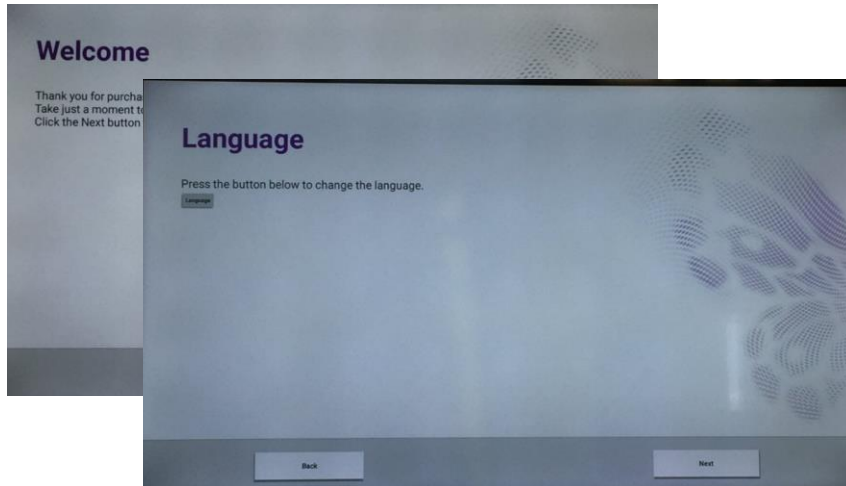 Welcome
Thank you for purcha
Take just a moment t
Click the Next button
Language
Press the button below to change the language.
Language
Back
Next